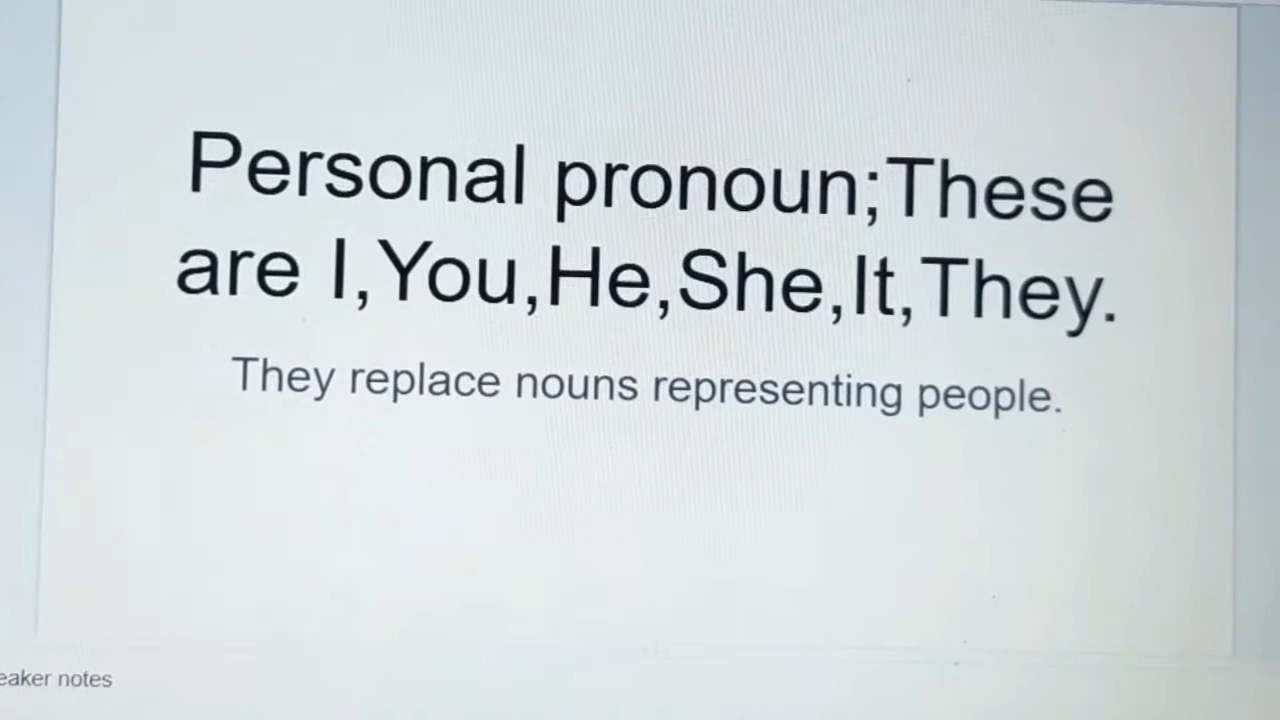 Personal pronoun;These
are I,You,He,She,It,They.
They replace nouns representing people.
eaker notes